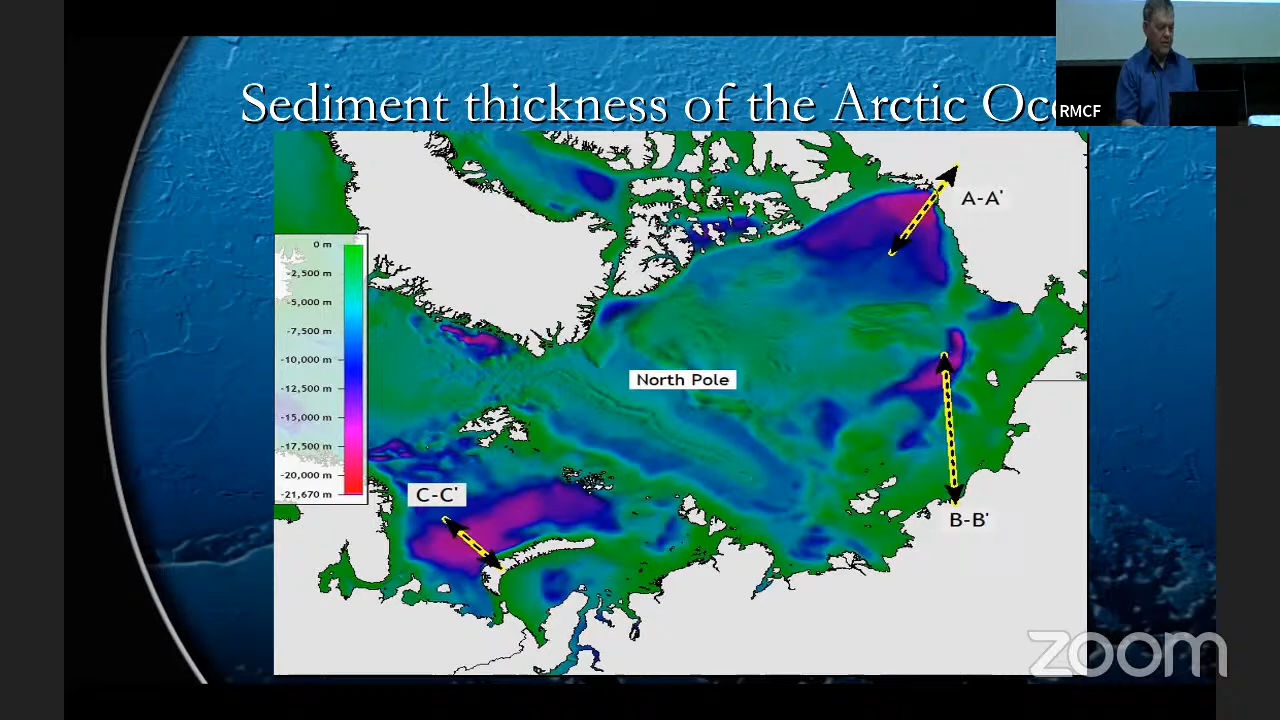 Sediment thickness of the Arctic Oc
RMCF
A-A'
0 m
-2,500 m
-5,000 m
-7,500 m
-10,000 m
-12,500 m
-15,000 m
-17,500 m
-20,000 m
-21,670 m
North Pole
C-C'
B-B'
zoom